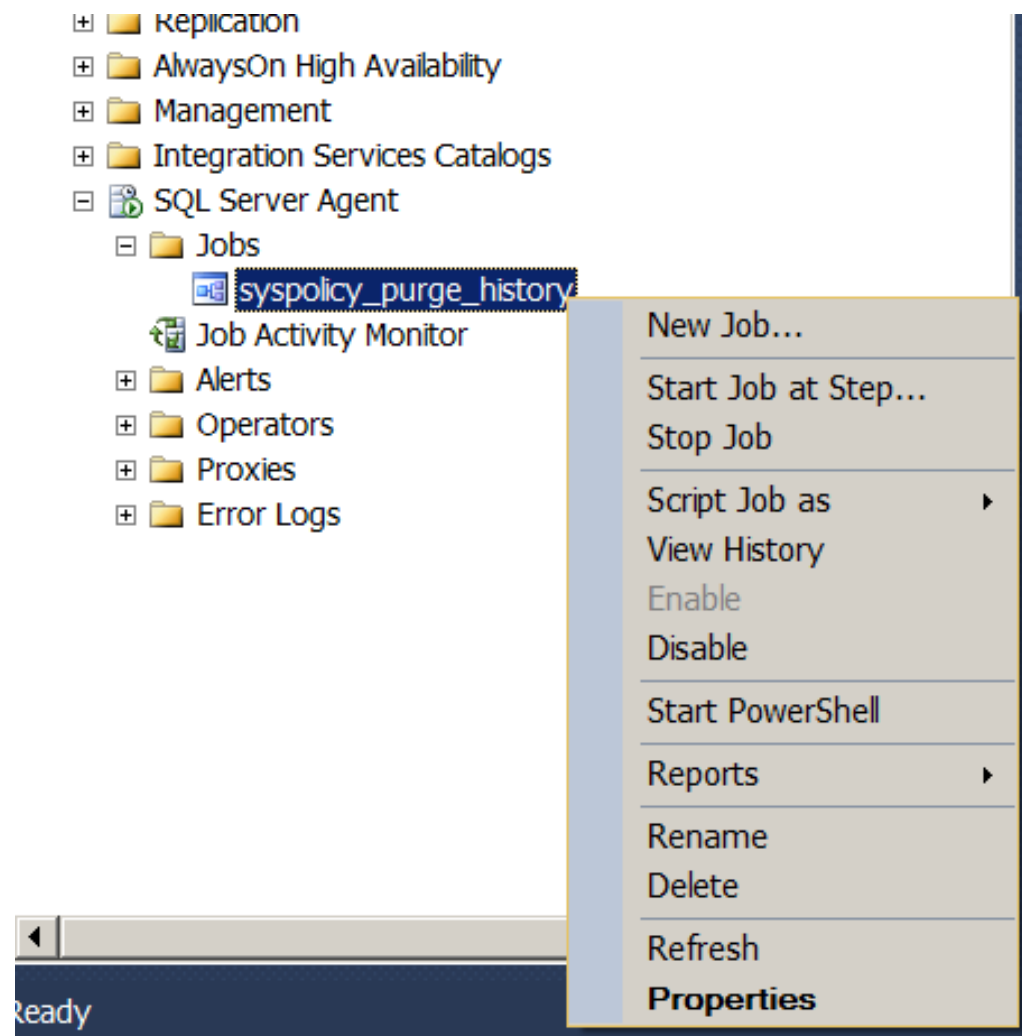 Replication
AlwaysOn High Availability
Management
Integration Services Catalogs
SQL Server Agent
Jobs
syspolicy_purge_history
Job Activity Monitor
Alerts
Operators
Proxies
Error Logs
New Job...
Start Job at Step...
Stop Job
Script Job as
View History
Enable
Disable
Start PowerShell
Reports
Rename
Delete
Refresh
Properties
Ready